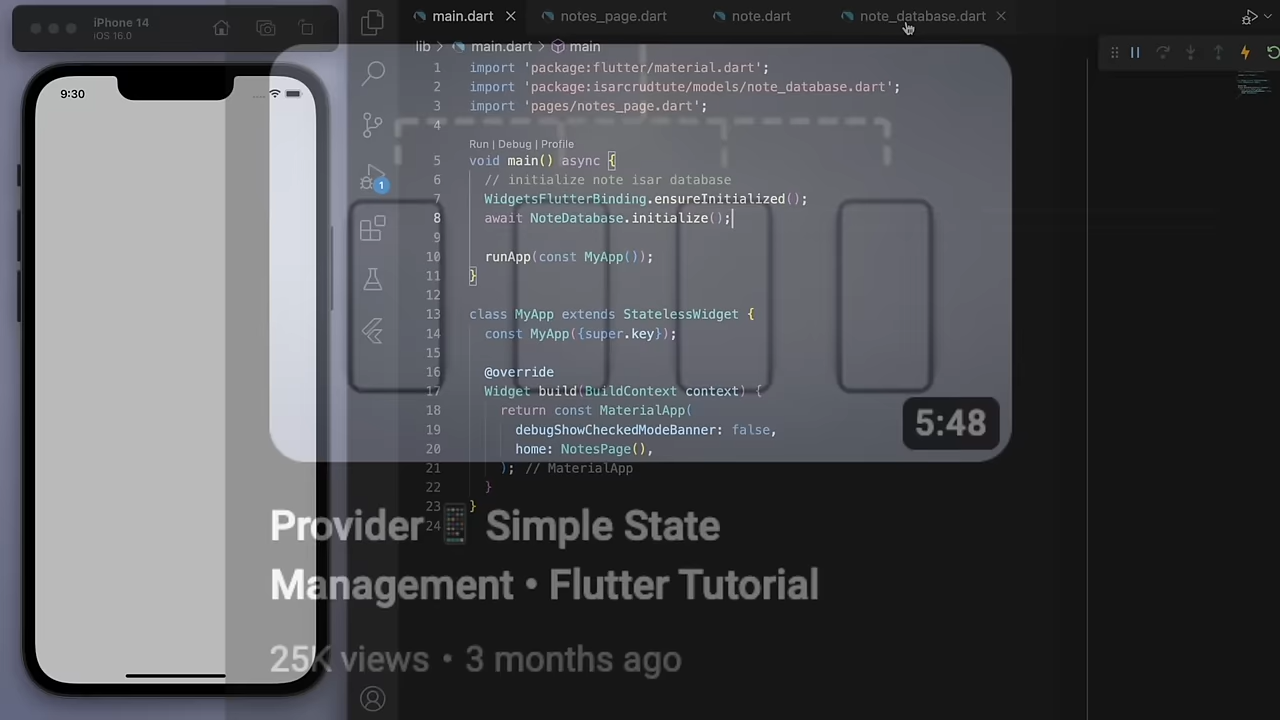 iPhone 14
iOS 16.0
9:30
main.dart
notes_page.dart
note.dart
note_database.dart
lib > main.dart > main
1 import 'package:flutter/material.dart';
2 import 'package:isarcrudtute/models/note_database.dart';
3 import 'pages/notes_page.dart';
4
Run | Debug | Profile
5 void main() async {
6 // initialize note isar database
7 WidgetsFlutterBinding.ensureInitialized();
8 await NoteDatabase.initialize();
9
10 runApp(const MyApp());
11 }
12
13 class MyApp extends StatelessWidget {
14 const MyApp({super.key});
15
16 @override
17 Widget build(BuildContext context) {
18 return const MaterialApp(
19 debugShowCheckedModeBanner: false,
20 home: NotesPage(),
21 ); // MaterialApp
22 }
23 }
24
1
5:48
Provider📱 Simple State
Management • Flutter Tutorial
25K views • 3 months ago